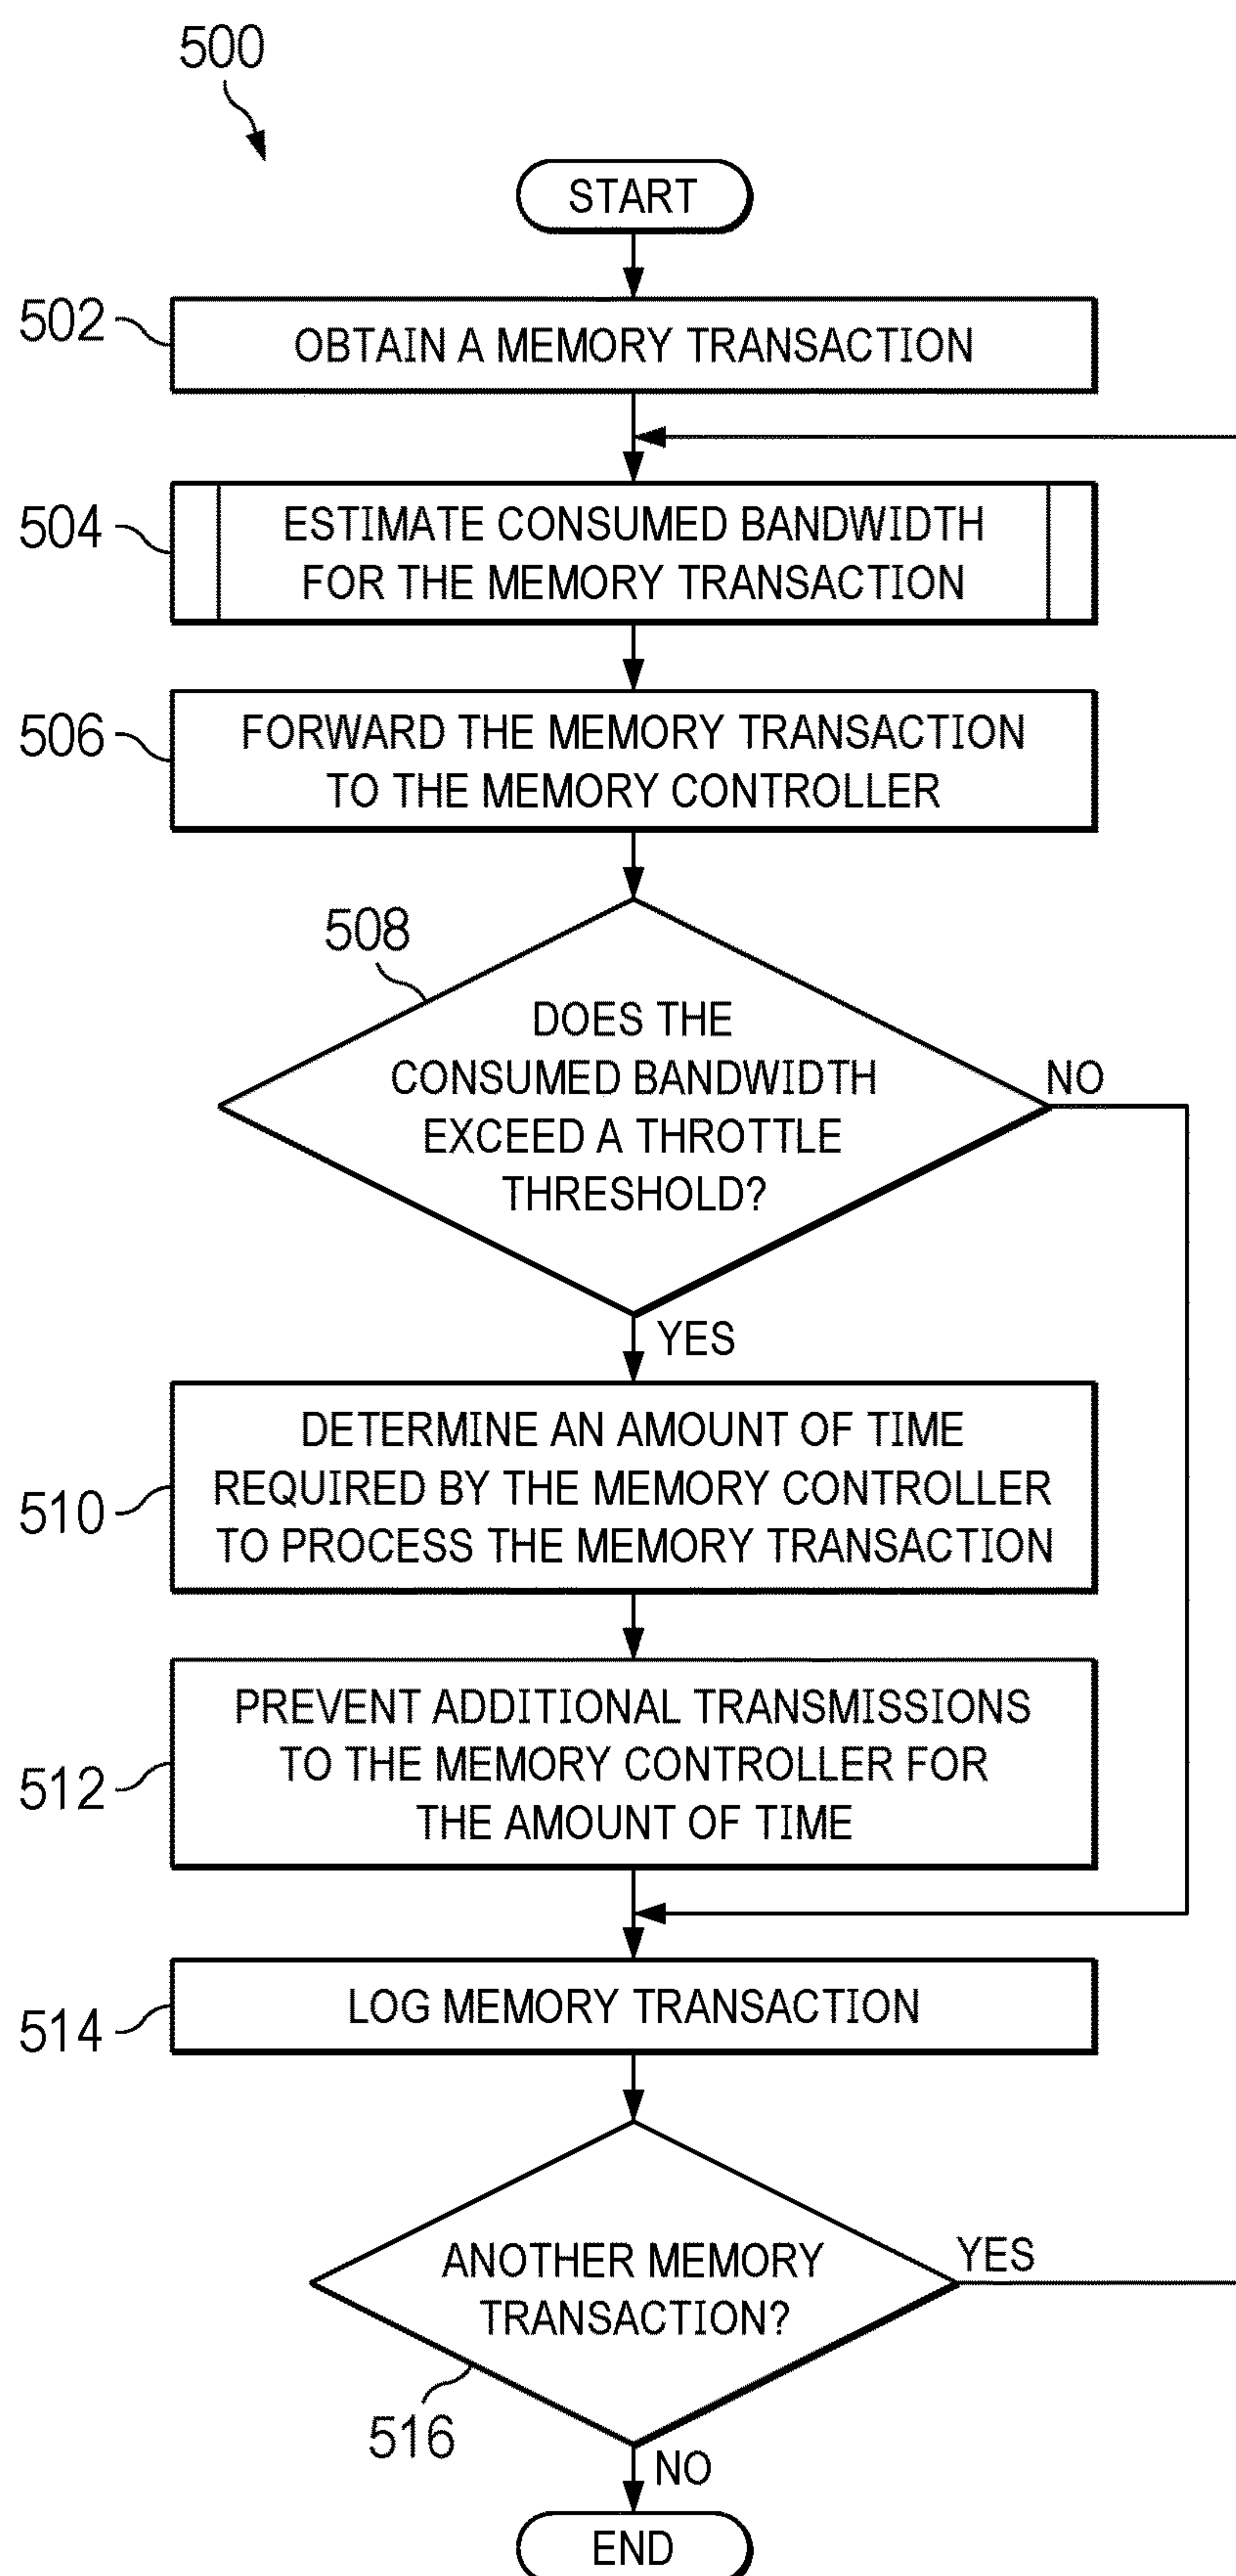 500
START
502
OBTAIN A MEMORY TRANSACTION
504
ESTIMATE CONSUMED BANDWIDTH
FOR THE MEMORY TRANSACTION
506
FORWARD THE MEMORY TRANSACTION
TO THE MEMORY CONTROLLER
508
DOES THE
CONSUMED BANDWIDTH
EXCEED A THROTTLE
THRESHOLD?
NO
YES
510
DETERMINE AN AMOUNT OF TIME
REQUIRED BY THE MEMORY CONTROLLER
TO PROCESS THE MEMORY TRANSACTION
512
PREVENT ADDITIONAL TRANSMISSIONS
TO THE MEMORY CONTROLLER FOR
THE AMOUNT OF TIME
514
LOG MEMORY TRANSACTION
ANOTHER MEMORY
TRANSACTION?
YES
516
NO
END